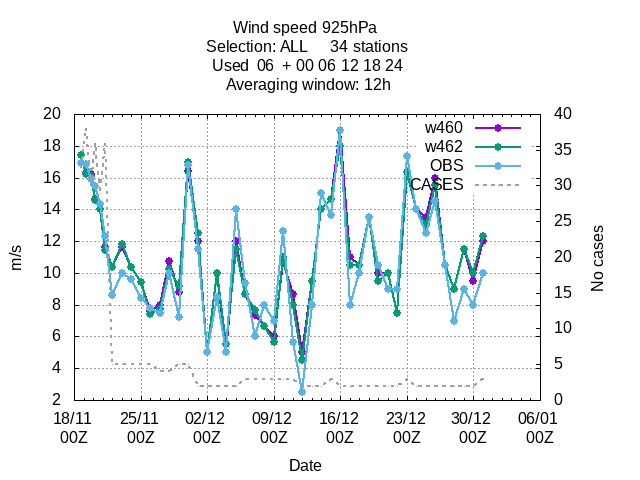 Wind speed 925hPa
Selection: ALL 34 stations
Used 06 + 00 06 12 18 24
Averaging window: 12h
20 40
18 35
16 30
14 25
12 20
10 15
8 10
6 5
4 0
2
m/s
No cases
w460
w462
OBS
CASES
18/11 25/11 02/12 09/12 16/12 23/12 30/12 06/01
00Z 00Z 00Z 00Z 00Z 00Z 00Z 00Z
Date